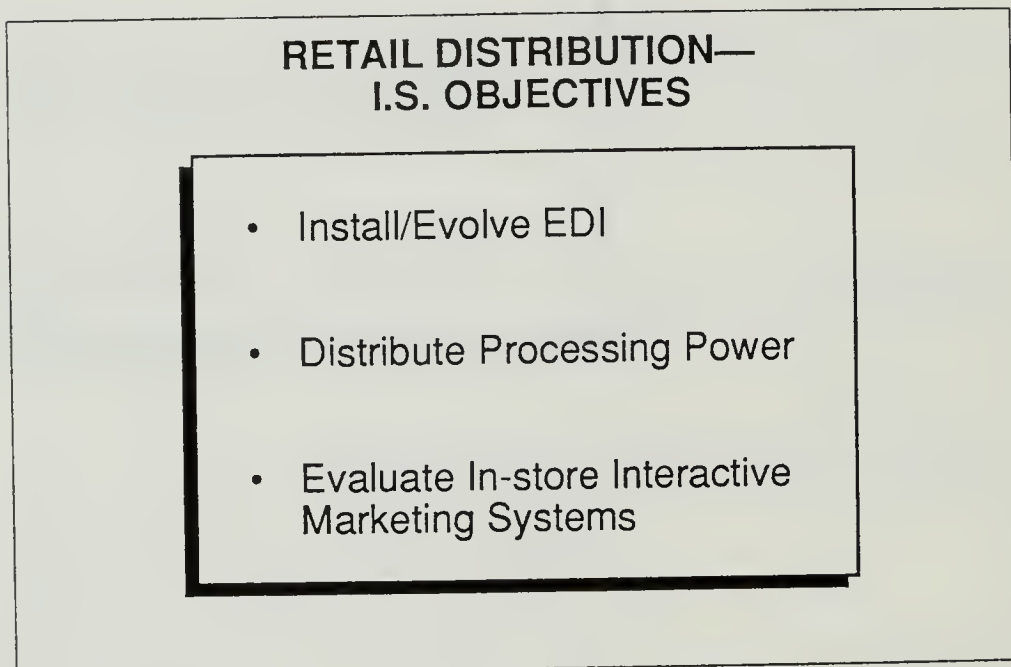 RETAIL DISTRIBUTION—
I.S. OBJECTIVES
• Install/Evolve EDI
• Distribute Processing Power
• Evaluate In-store Interactive
Marketing Systems